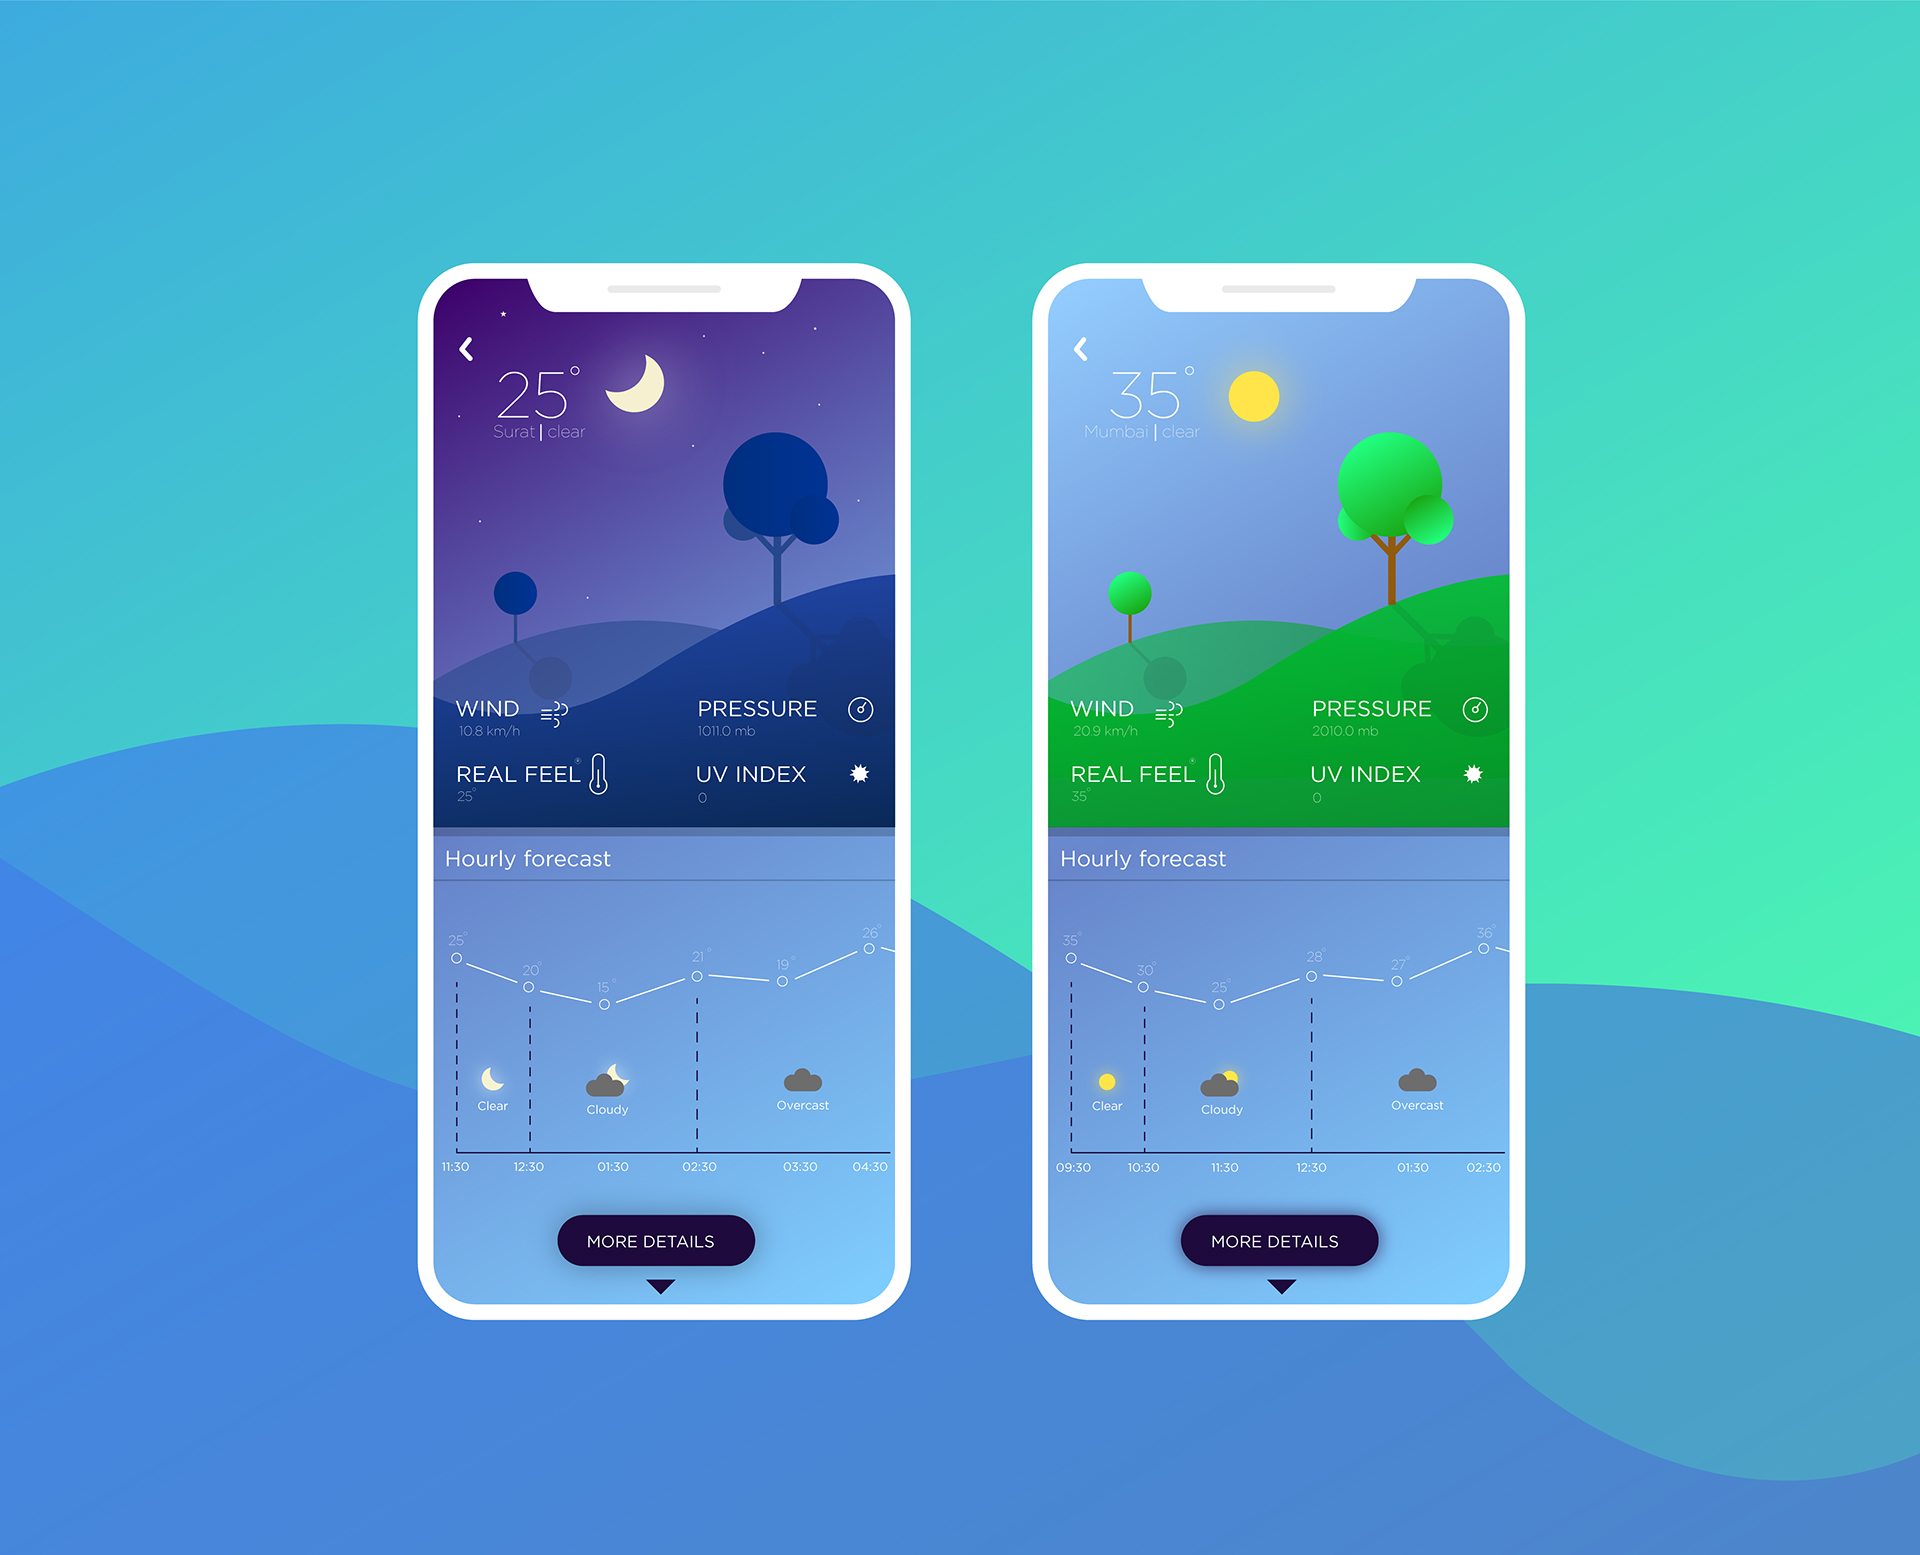 25°
Surat | clear
WIND
10.8 km/h
PRESSURE
1011.0 mb
REAL FEEL°
25°
UV INDEX
0
Hourly forecast
25° 20° 15° 21° 19° 26°
Clear
Cloudy
Overcast
11:30 12:30 01:30 02:30 03:30 04:30
MORE DETAILS
35°
Mumbai | clear
WIND
20.9 km/h
PRESSURE
2010.0 mb
REAL FEEL°
35°
UV INDEX
0
Hourly forecast
35° 30° 25° 28° 27° 36°
Clear
Cloudy
Overcast
09:30 10:30 11:30 12:30 01:30 02:30
MORE DETAILS